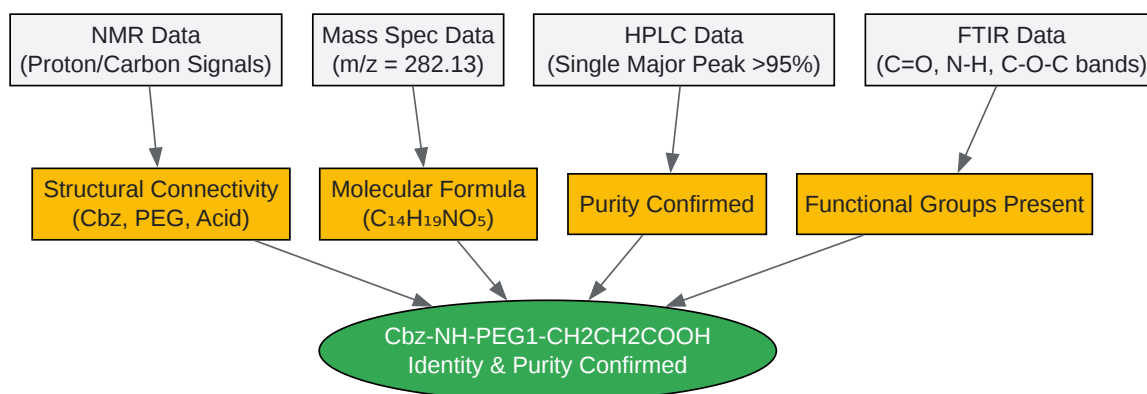 NMR Data
(Proton/Carbon Signals)
Mass Spec Data
(m/z = 282.13)
HPLC Data
(Single Major Peak >95%)
FTIR Data
(C=O, N-H, C-O-C bands)
Structural Connectivity
(Cbz, PEG, Acid)
Molecular Formula
(C₁₄H₁₉NO₅)
Purity Confirmed
Functional Groups Present
Cbz-NH-PEG1-CH2CH2COOH
Identity & Purity Confirmed